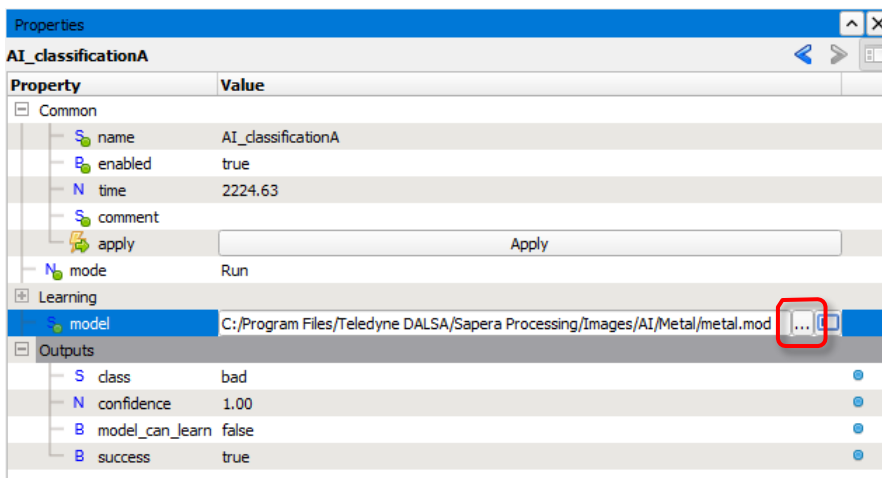 Properties
AI_classificationA
Property Value
Common
S name AI_classificationA
B enabled true
N time 2224.63
S comment
apply Apply
N mode Run
Learning
S model C:/Program Files/Teledyne DALSA/Sapera Processing/Images/AI/Metal/metal.mod ...
Outputs
S class bad
N confidence 1.00
B model_can_learn false
B success true